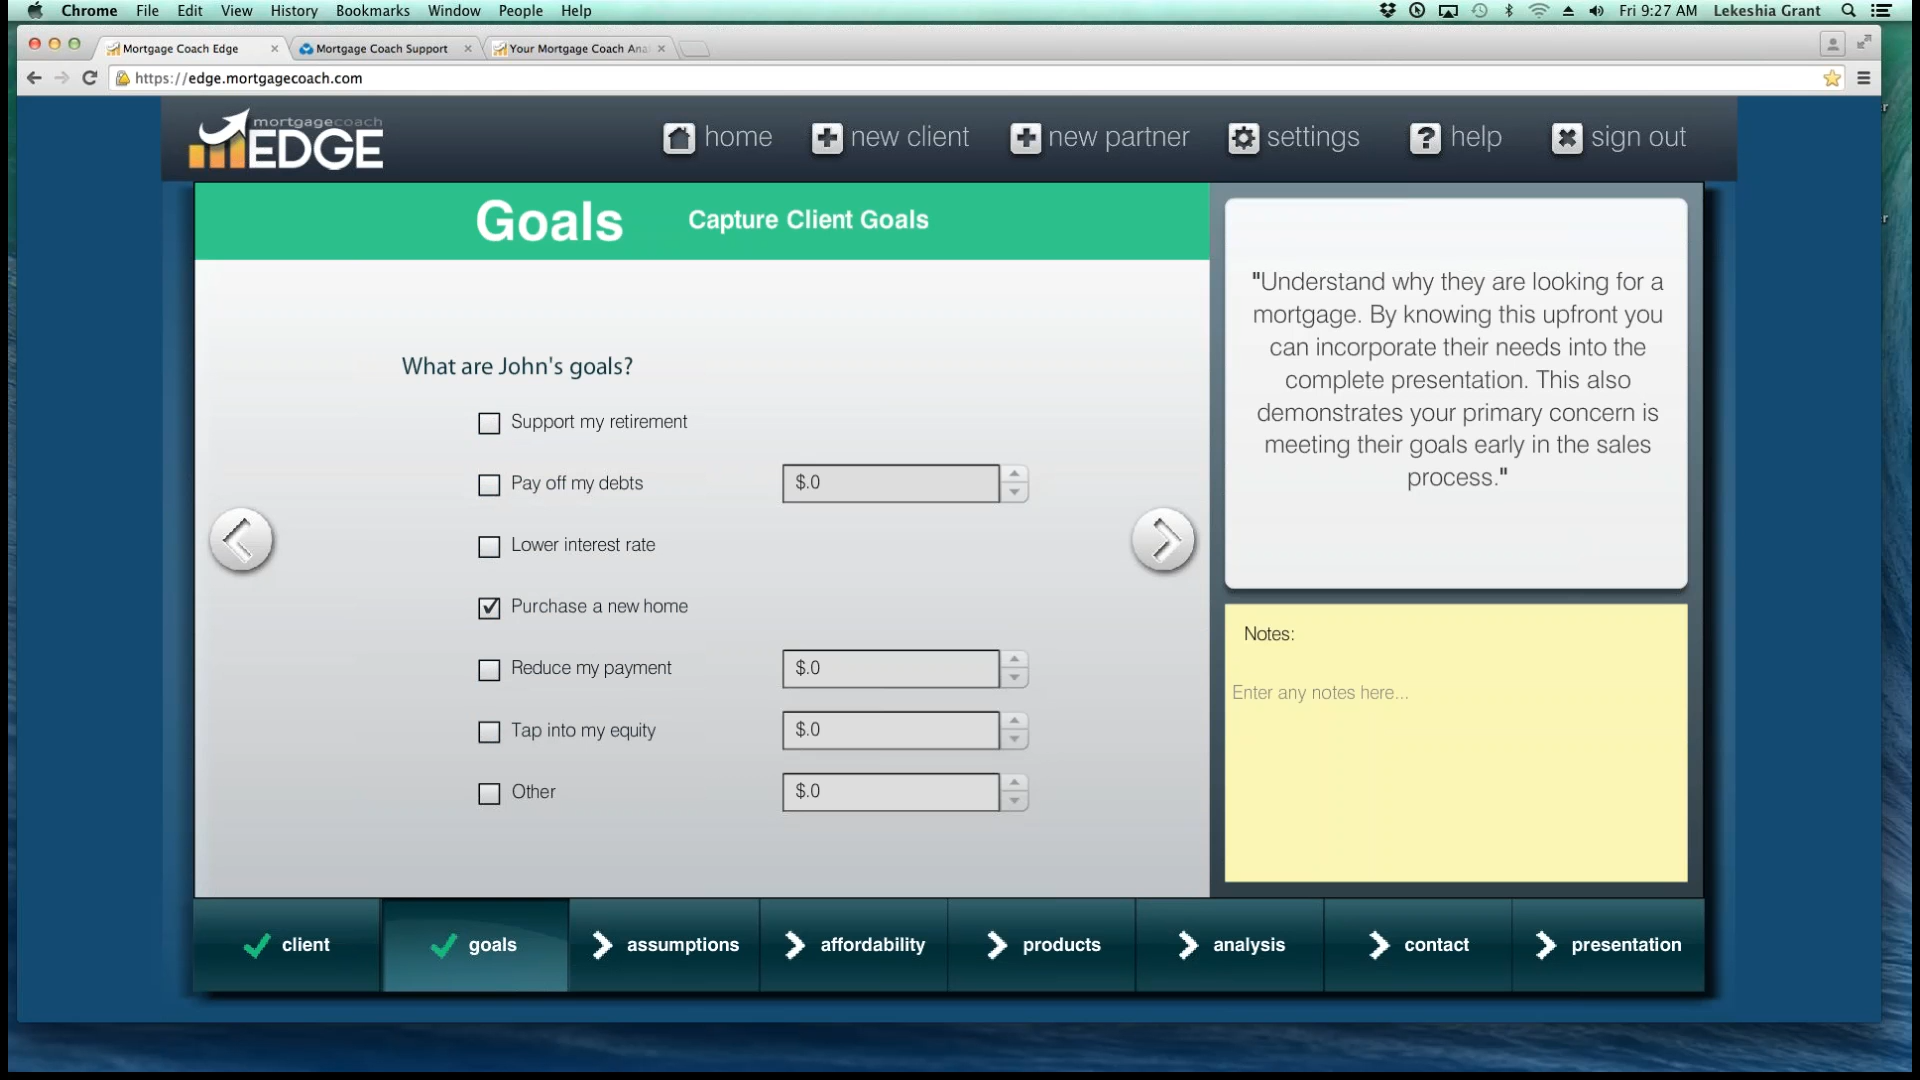 Chrome File Edit View History Bookmarks Window People Help Fri 9:27 AM Lekeshia Grant
Mortgage Coach Edge Mortgage Coach Support Your Mortgage Coach Ana
https://edge.mortgagecoach.com
mortgagecoach
EDGE
home new client new partner settings help sign out
Goals Capture Client Goals
What are John's goals?
Support my retirement
Pay off my debts $.0
Lower interest rate
Purchase a new home
Reduce my payment $.0
Tap into my equity $.0
Other $.0
"Understand why they are looking for a
mortgage. By knowing this upfront you
can incorporate their needs into the
complete presentation. This also
demonstrates your primary concern is
meeting their goals early in the sales
process."
Notes:
Enter any notes here...
client goals assumptions affordability products analysis contact presentation